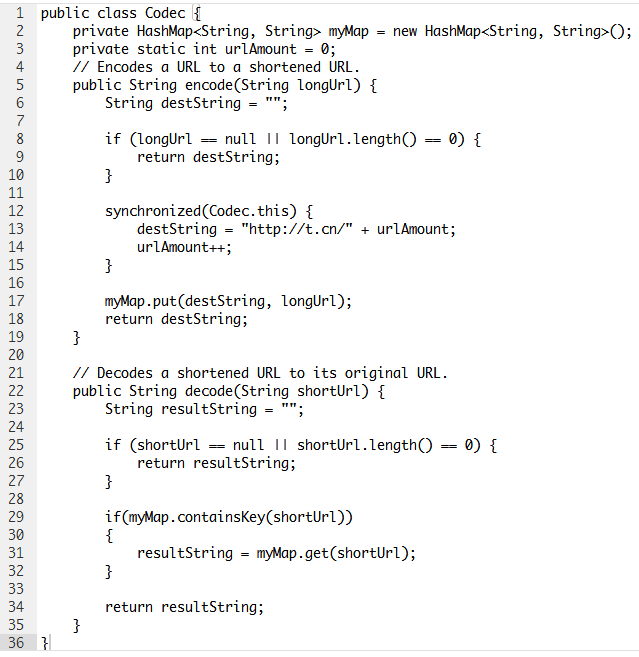 1 public class Codec {
2 private HashMap<String, String> myMap = new HashMap<String, String>();
3 private static int urlAmount = 0;
4 // Encodes a URL to a shortened URL.
5 public String encode(String longUrl) {
6 String destString = "";
7
8 if (longUrl == null || longUrl.length() == 0) {
9 return destString;
10 }
11
12 synchronized(Codec.this) {
13 destString = "http://t.cn/" + urlAmount;
14 urlAmount++;
15 }
16
17 myMap.put(destString, longUrl);
18 return destString;
19 }
20
21 // Decodes a shortened URL to its original URL.
22 public String decode(String shortUrl) {
23 String resultString = "";
24
25 if (shortUrl == null || shortUrl.length() == 0) {
26 return resultString;
27 }
28
29 if(myMap.containsKey(shortUrl))
30 {
31 resultString = myMap.get(shortUrl);
32 }
33
34 return resultString;
35 }
36 }